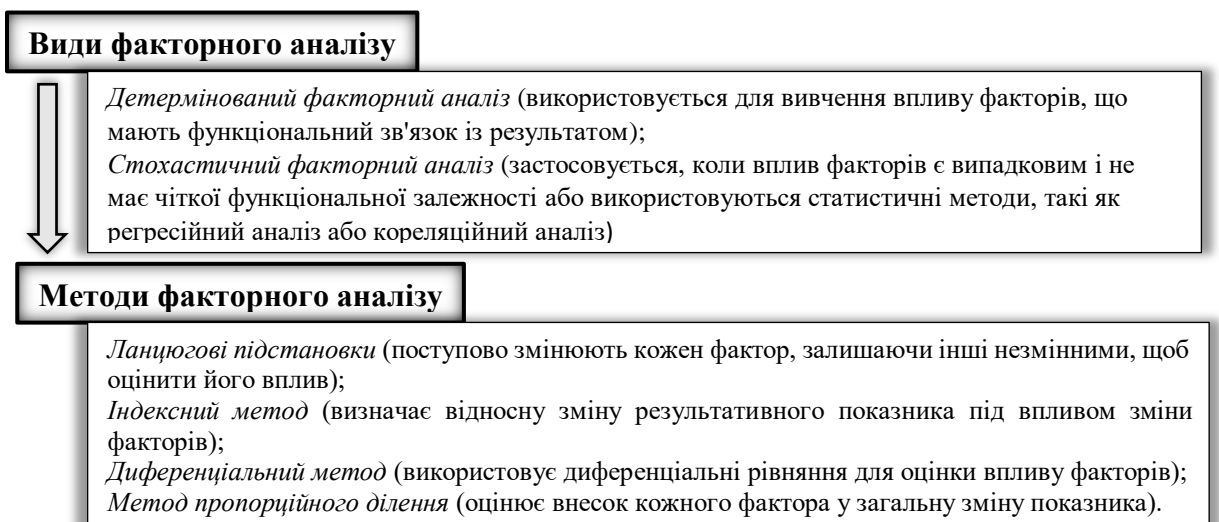 Види факторного аналізу
Детермінований факторний аналіз (використовується для вивчення впливу факторів, що
мають функціональний зв'язок із результатом);
Стохастичний факторний аналіз (застосовується, коли вплив факторів є випадковим і не
має чіткої функціональної залежності або використовуються статистичні методи, такі як
регресійний аналіз або кореляційний аналіз)
Методи факторного аналізу
Ланцюгові підстановки (поступово змінюють кожен фактор, залишаючи інші незмінними, щоб
оцінити його вплив);
Індексний метод (визначає відносну зміну результативного показника під впливом зміни
факторів);
Диференціальний метод (використовує диференціальні рівняння для оцінки впливу факторів);
Метод пропорційного ділення (оцінює внесок кожного фактора у загальну зміну показника).